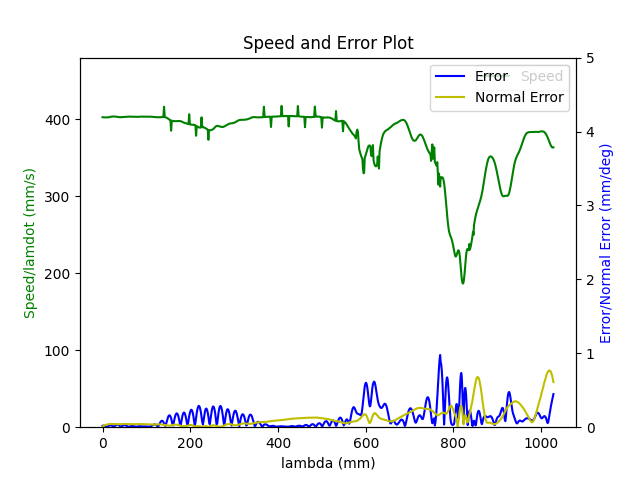 Speed and Error Plot
Error Speed
Normal Error
Speed/lamdot (mm/s)
400
300
200
100
0
5
4
3
2
1
0
Error/Normal Error (mm/deg)
0 200 400 600 800 1000
lambda (mm)